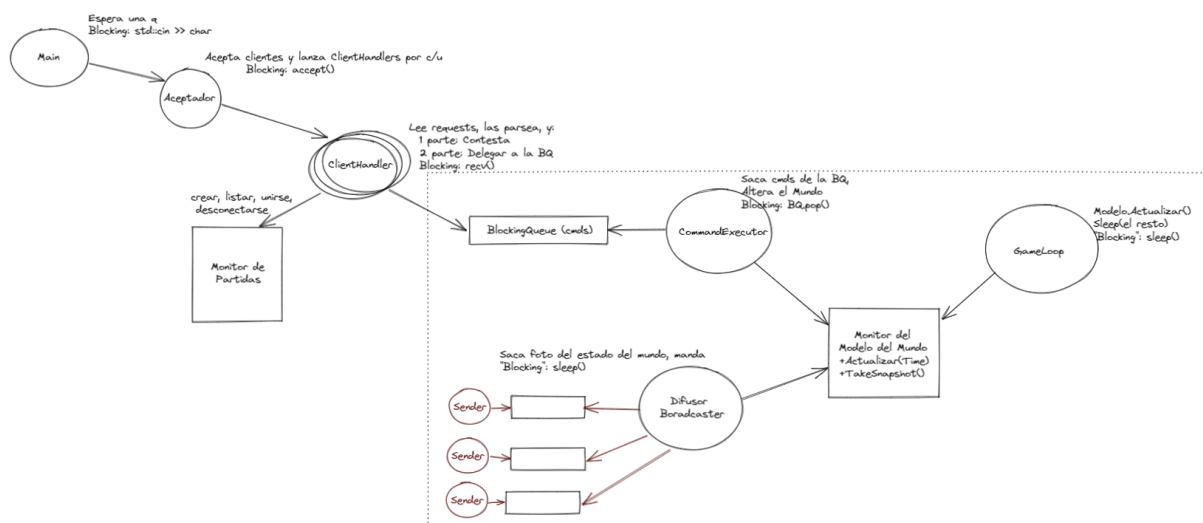 Espera una q
Blocking: std::cin >> char
Main
Acepta clientes y lanza ClientHandlers por c/u
Blocking: accept()
Aceptador
Lee requests, las parsea, y:
1 parte: Contesta
2 parte: Delegar a la BQ
Blocking: recv()
ClientHandler
crear, listar, unirse,
desconectarse
Monitor de
Partidas
BlockingQueue (cmds)
Saca cmds de la BQ,
Altera el Mundo
Blocking: BQ.pop()
CommandExecutor
Modelo.Actualizar()
Sleep(el resto)
"Blocking": sleep()
GameLoop
Monitor del
Modelo del Mundo
+Actualizar(Time)
+TakeSnapshot()
Saca foto del estado del mundo, manda
"Blocking": sleep()
Difusor
Boradcaster
Sender
Sender
Sender